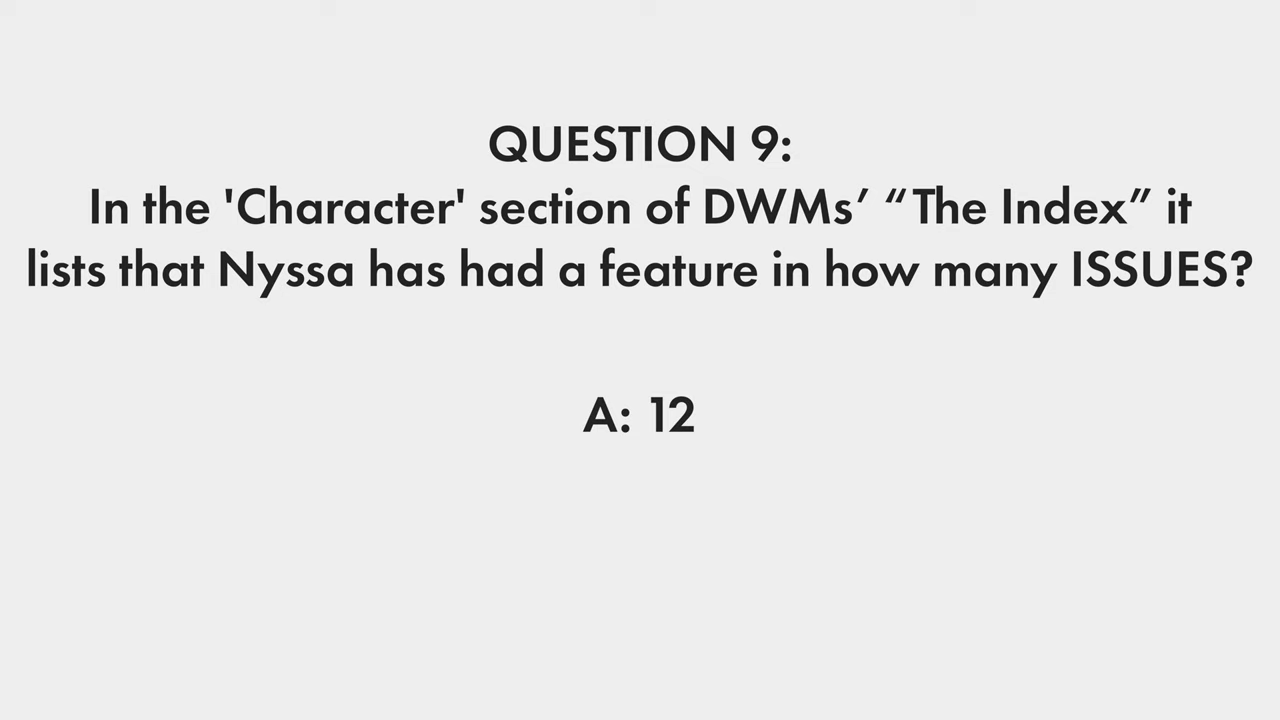 QUESTION 9:
In the 'Character' section of DWMs’ “The Index” it
lists that Nyssa has had a feature in how many ISSUES?
A: 12